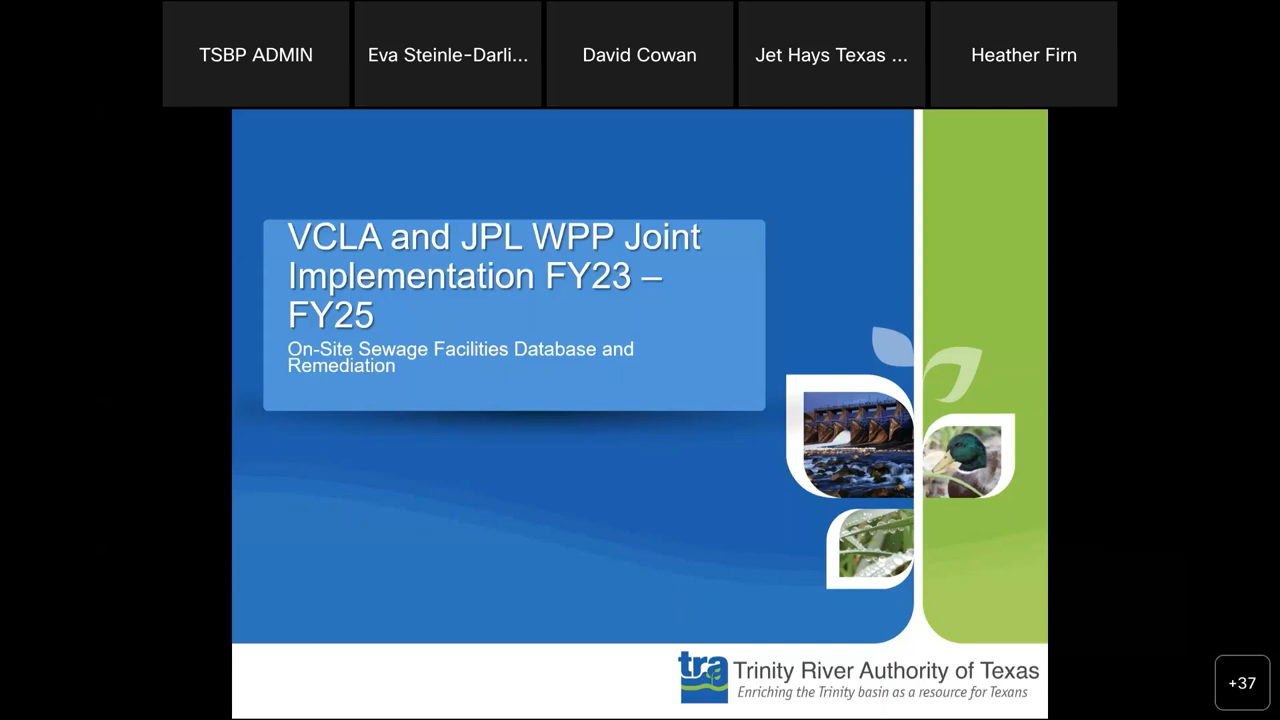 TSBP ADMIN
Eva Steinle-Darli...
David Cowan
Jet Hays Texas ...
Heather Firn
VCLA and JPL WPP Joint
Implementation FY23 –
FY25
On-Site Sewage Facilities Database and
Remediation
tra
Trinity River Authority of Texas
Enriching the Trinity basin as a resource for Texans
+37